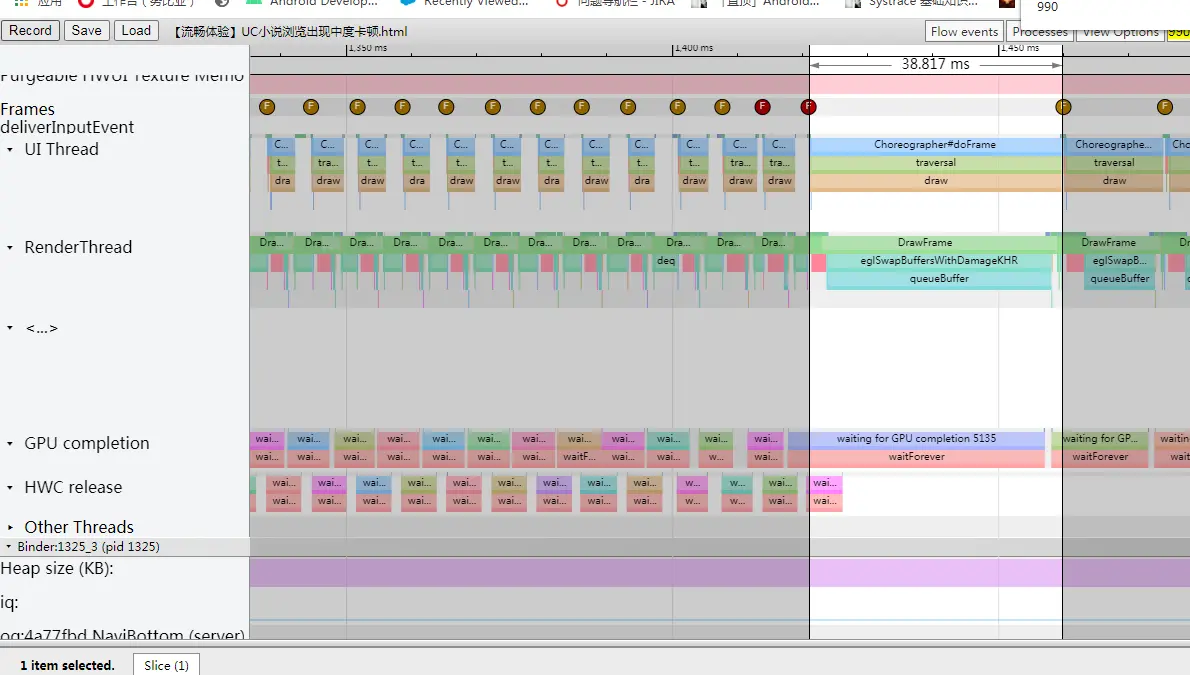 应用
工作台（努比亚）
Android Develop...
Recently Viewed...
问题导航栏 - JIRA
【置顶】Android...
Systrace 基础知识...
990
Record
Save
Load
【流畅体验】UC小说浏览出现中度卡顿.html
Flow events
Processes
View Options
990
1,350 ms
1,400 ms
1,450 ms
38.817 ms
Purgeable HWUI Texture Memo
Frames
F F F F F F F F F F F F F F F
deliverInputEvent
UI Thread
C... C... C... C... C... C... C... C... C... C... C... C... Choreographer#doFrame Choreographe... Cho
t... tra... t... t... t... t... t... t... t... t... tra... tra... traversal traversal
dra draw draw dra draw draw dra draw dra draw draw draw draw draw
RenderThread
Dra... Dra... Dra... Dra... Dra... Dra... Dra... Dra... Dra... Dra... Dra... Dra... DrawFrame DrawFrame D
deq eglSwapBuffersWithDamageKHR eglSwapB...
queueBuffer queueBuffer
<...>
GPU completion
wai... wai... wai... wai... wai... wai... wai... wai... wai... wai... wai... wai... waiting for GPU completion 5135 waiting for GP... waiting
wai... wai... wai... wai... wai... wai... wai... waitF... wai... wai... w... wai... waitForever waitForever wait
HWC release
wai... wai... wai... wai... wai... wai... wai... wai... wai... w... w... wai... wai...
wai... wai... wai... wai... wai... wai... wai... wai... wai... w... w... wai... wai...
Other Threads
Binder:1325_3 (pid 1325)
Heap size (KB):
iq:
oq:4a77fbd NaviBottom (server)
1 item selected.
Slice (1)